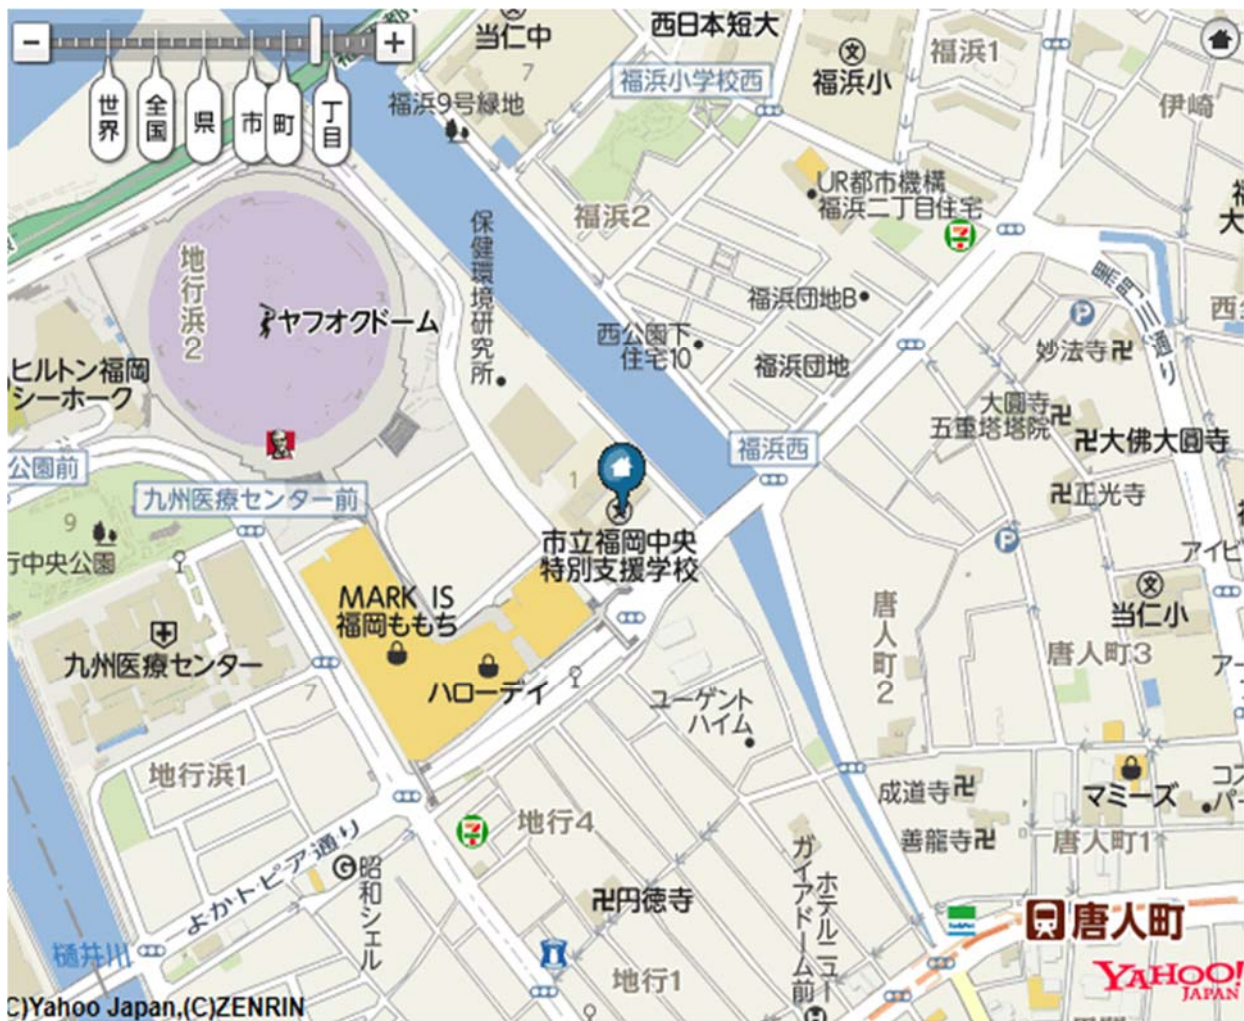 当仁中
7
西日本短大
福浜小学校西
福浜小
福浜1
伊崎
−
+
世界
全国
県
市
町
丁目
福浜9号緑地
UR都市機構
福浜二丁目住宅
福浜2
保健環境研究所
地行浜2
ヤフオクドーム
福浜団地B
西公園下
住宅10
福浜団地
黒門川通り
P
妙法寺
ヒルトン福岡
シーホーク
大圓寺
五重塔塔院
大佛大圓寺
福浜西
公園前
九州医療センター前
1
正光寺
9
行中央公園
市立福岡中央
特別支援学校
P
MARK IS
福岡ももち
当仁小
唐人町2
唐人町3
九州医療センター
ハローデイ
7
ユーゲント
ハイム
地行浜1
成道寺
マミーズ
よかトピア通り
地行4
善龍寺
唐人町1
G
昭和シェル
円徳寺
ホテルニュー
ガイアドーム前
唐人町
FamilyMart
樋井川
地行1
YAHOO!
JAPAN
C)Yahoo Japan,(C)ZENRIN